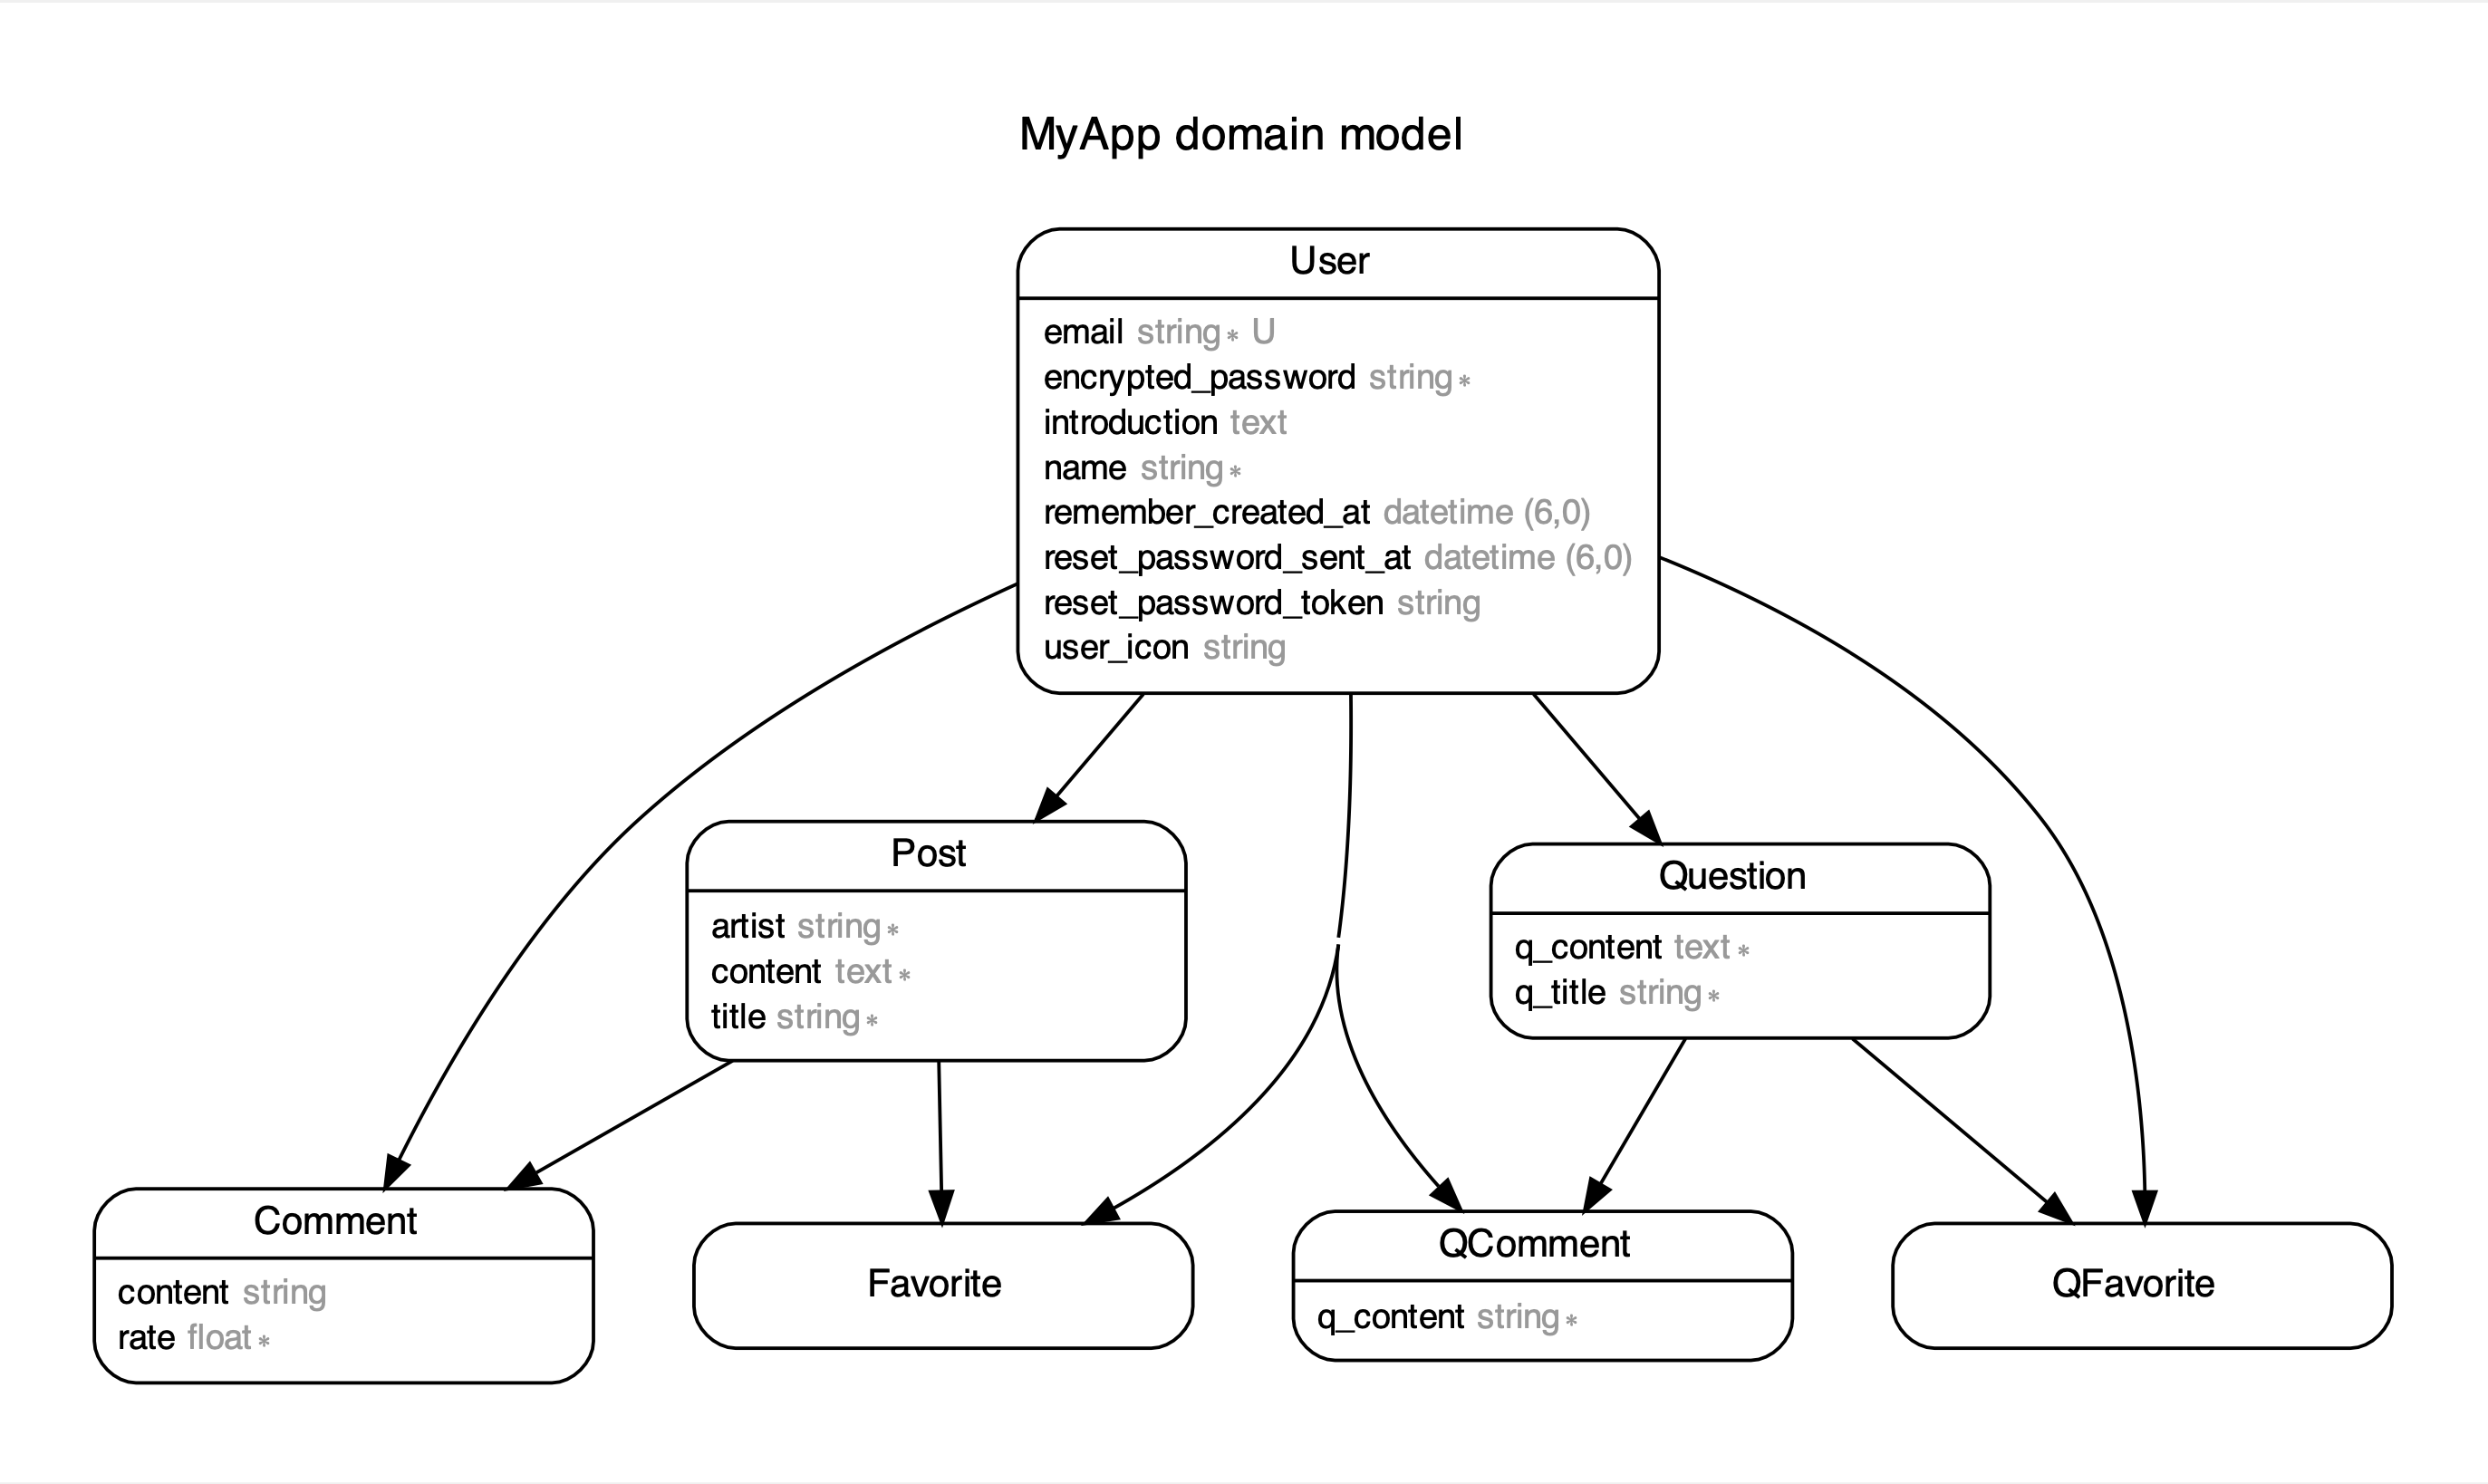 MyApp domain model
User
email string * U
encrypted_password string *
introduction text
name string *
remember_created_at datetime (6,0)
reset_password_sent_at datetime (6,0)
reset_password_token string
user_icon string
Post
artist string *
content text *
title string *
Question
q_content text *
q_title string *
Comment
content string
rate float *
Favorite
QComment
q_content string *
QFavorite